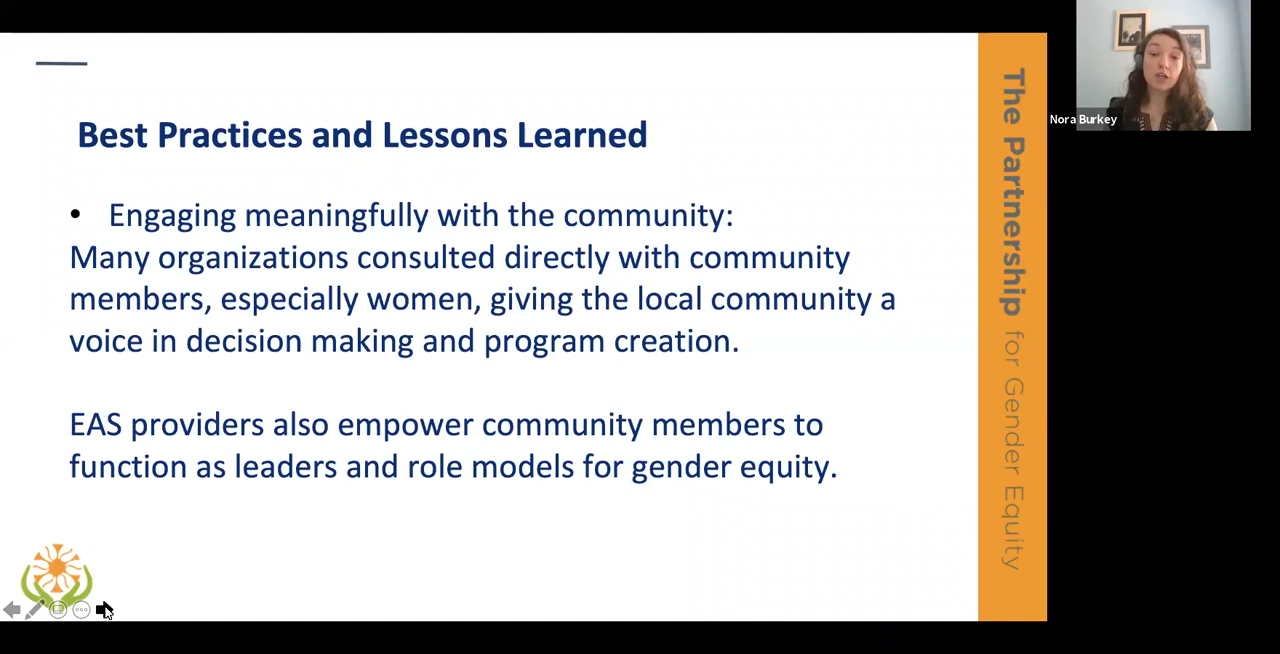 Best Practices and Lessons Learned
• Engaging meaningfully with the community:
Many organizations consulted directly with community
members, especially women, giving the local community a
voice in decision making and program creation.
EAS providers also empower community members to
function as leaders and role models for gender equity.
The Partnership for Gender Equity
Nora Burkey